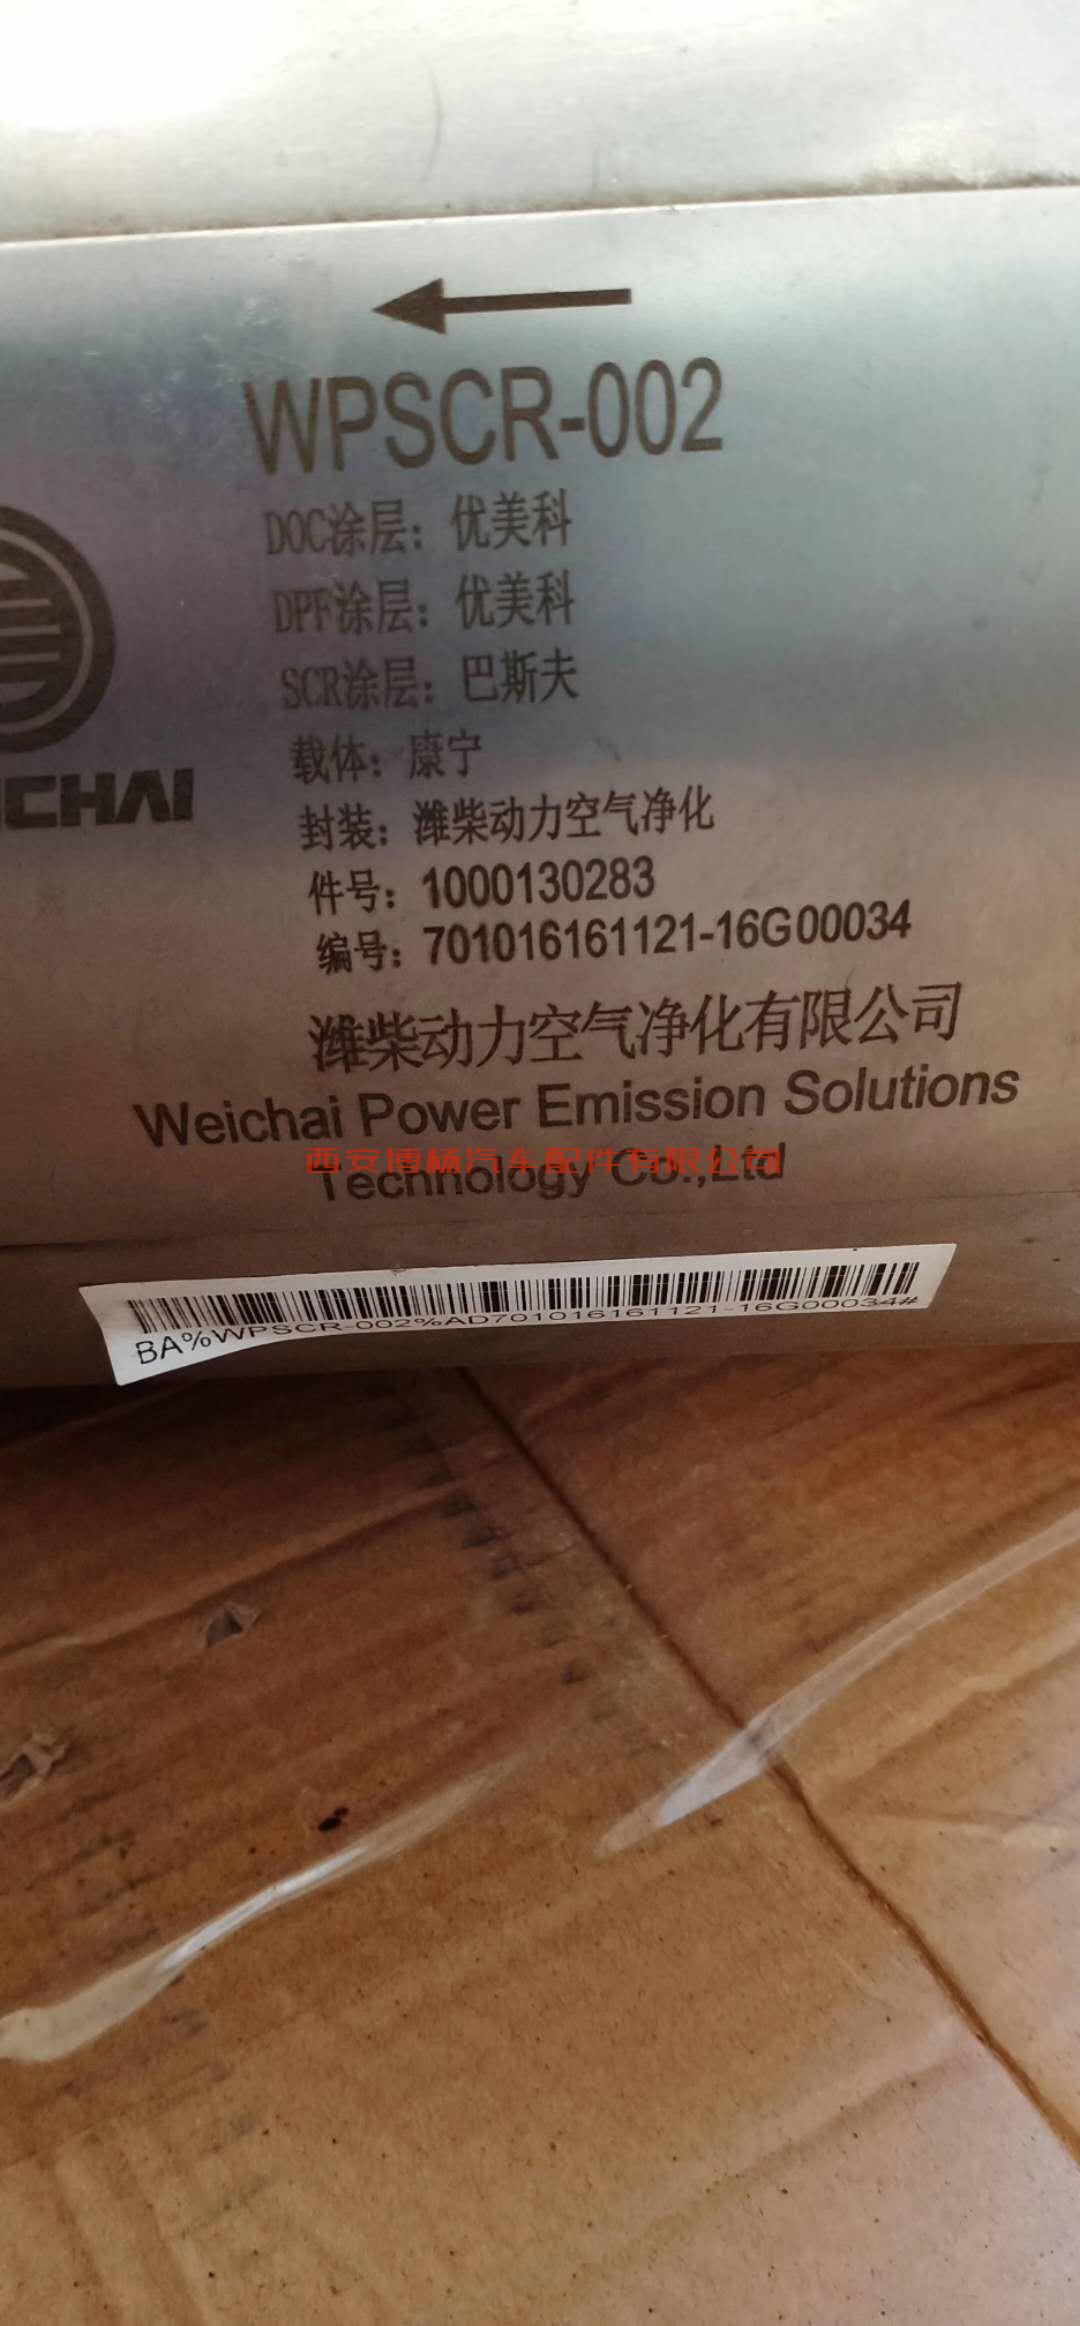 WPSCR-002
DOC涂层：优美科
DPF涂层：优美科
SCR涂层：巴斯夫
载体：康宁
ICHAI
封装：潍柴动力空气净化
件号：1000130283
编号：701016161121-16G00034
潍柴动力空气净化有限公司
Weichai Power Emission Solutions
Technology Co.,Ltd
西安博杨汽车配件有限公司
BA%WPSCR-002%AD701016161121-16G00034#